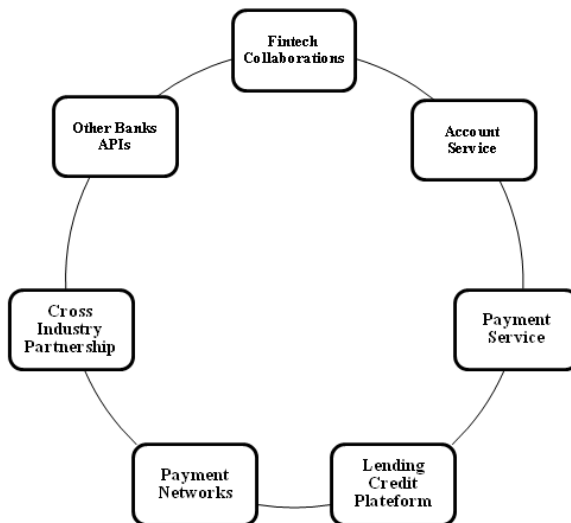 Fintech
Collaborations
Account
Service
Payment
Service
Lending
Credit
Plateform
Payment
Networks
Cross
Industry
Partnership
Other Banks
APIs